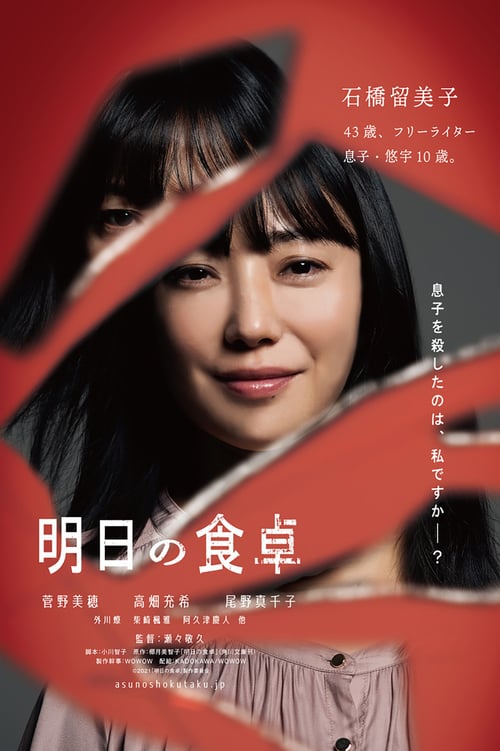 石橋留美子
43歳、フリーライター
息子・悠宇10歳。
息子を殺したのは、私ですか―?
明日の食卓
菅野美穂 高畑充希 尾野真千子
外川燎 柴崎楓雅 阿久津慶人 他
監督:瀬々敬久
脚本:小川智子 原作:椰月美智子「明日の食卓」(角川文庫刊)
製作幹事:WOWOW 配給:KADOKAWA/WOWOW
©2021「明日の食卓」製作委員会
asunoshokutaku.jp